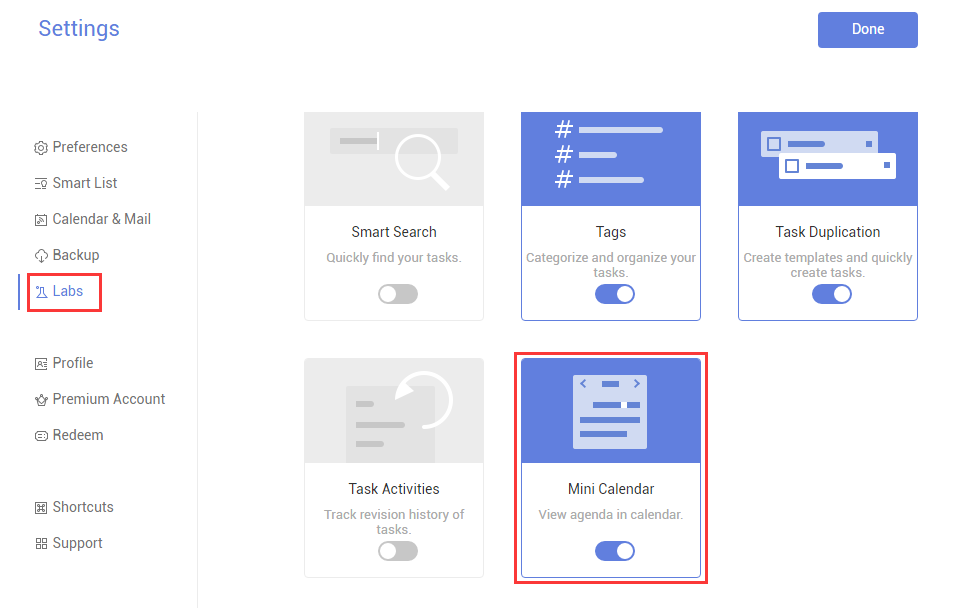 Settings
Done
Preferences
Smart List
Calendar & Mail
Backup
Labs
Profile
Premium Account
Redeem
Shortcuts
Support
Smart Search
Quickly find your tasks.
Tags
Categorize and organize your
tasks.
Task Duplication
Create templates and quickly
create tasks.
Task Activities
Track revision history of
tasks.
Mini Calendar
View agenda in calendar.